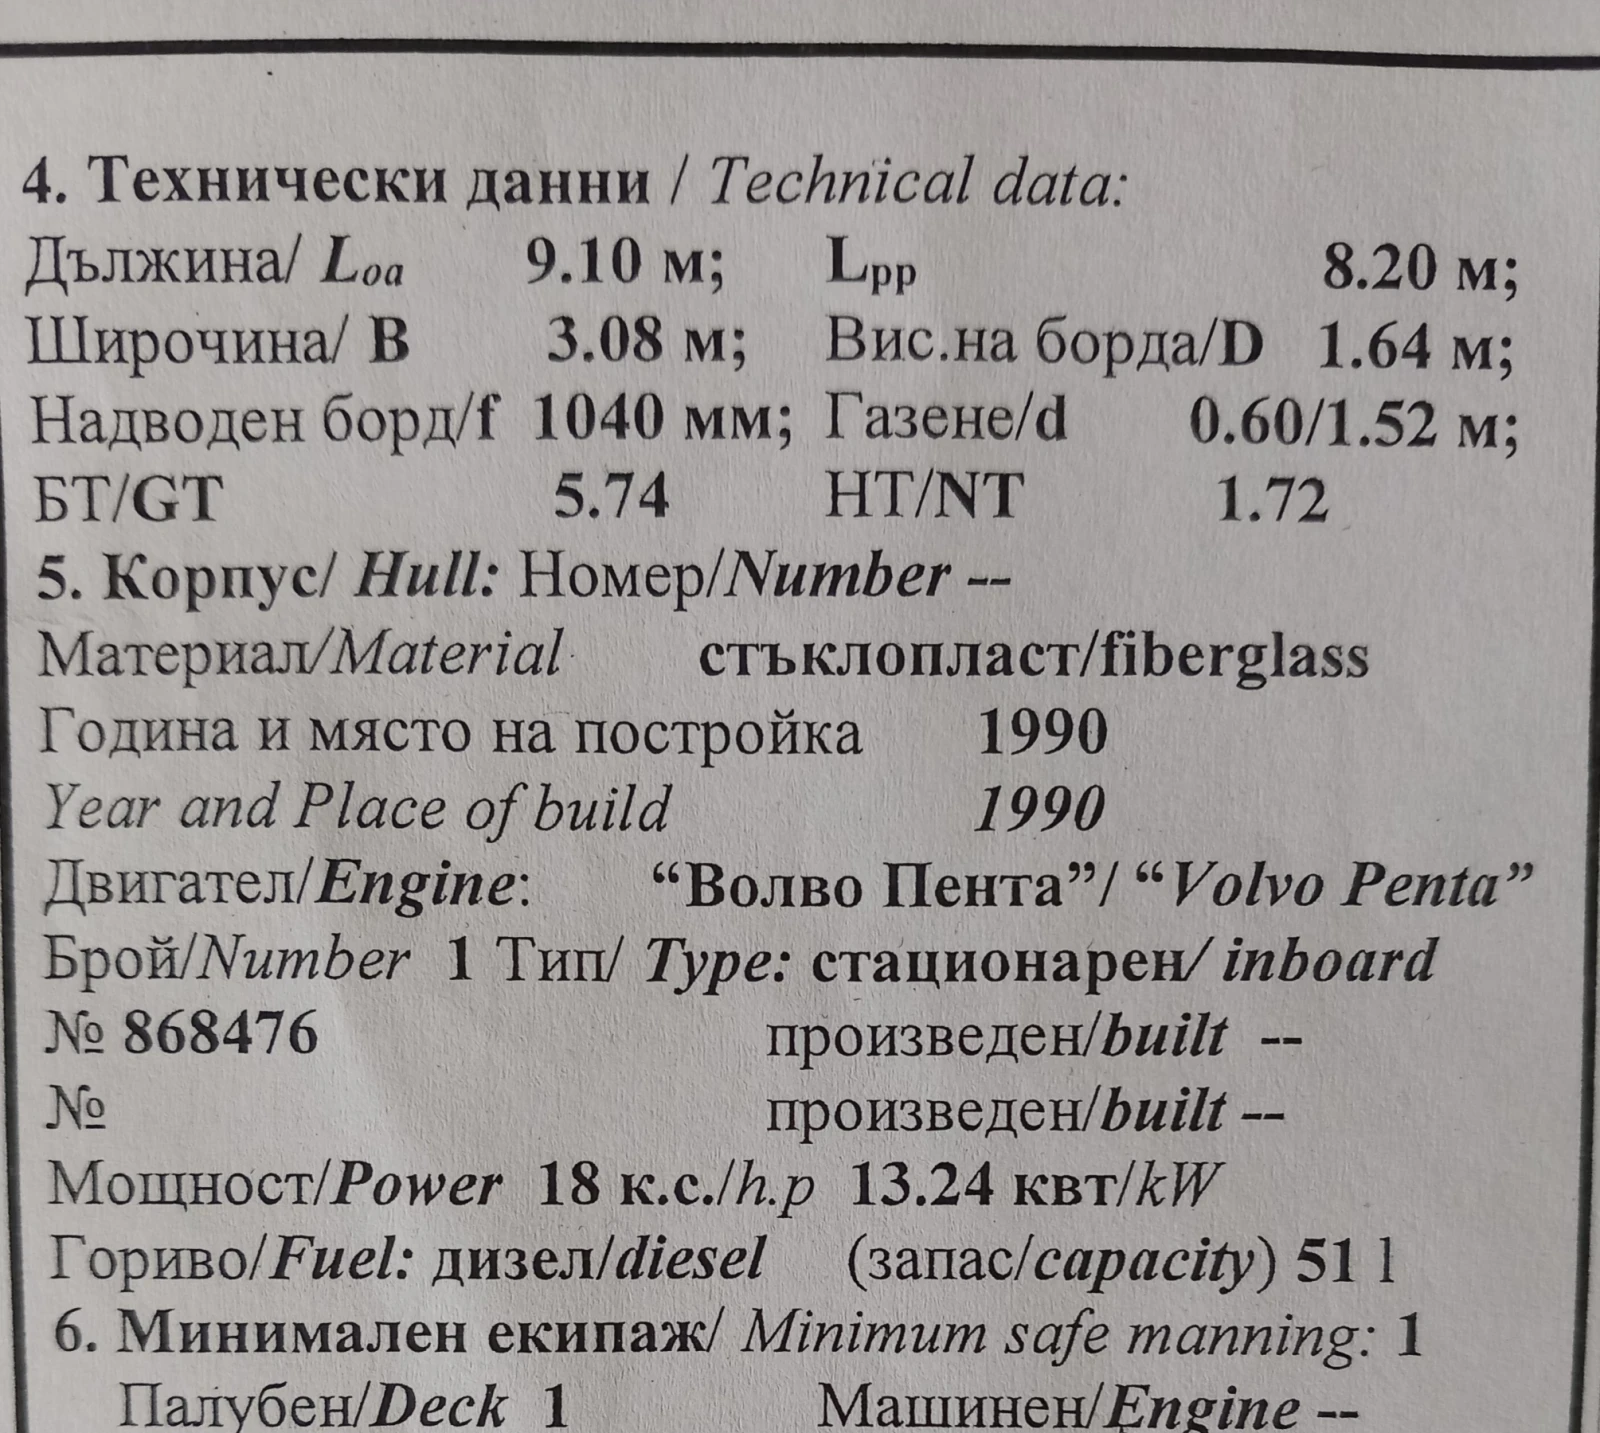 4. Технически данни / Technical data:
Дължина/ Loa 9.10 м; Lpp 8.20 м;
Широчина/ B 3.08 м; Вис.на борда/D 1.64 м;
Надводен борд/f 1040 мм; Газене/d 0.60/1.52 м;
БТ/GT 5.74 НТ/NT 1.72
5. Корпус/ Hull: Номер/Number --
Материал/Material стъклопласт/fiberglass
Година и място на постройка 1990
Year and Place of build 1990
Двигател/Engine: “Волво Пента”/ “Volvo Penta”
Брой/Number 1 Тип/ Type: стационарен/ inboard
№ 868476 произведен/built --
№ произведен/built --
Мощност/Power 18 к.с./h.p 13.24 квт/kW
Гориво/Fuel: дизел/diesel (запас/capacity) 51 l
6. Минимален екипаж/ Minimum safe manning: 1
Палубен/Deck 1 Машинен/Engine --